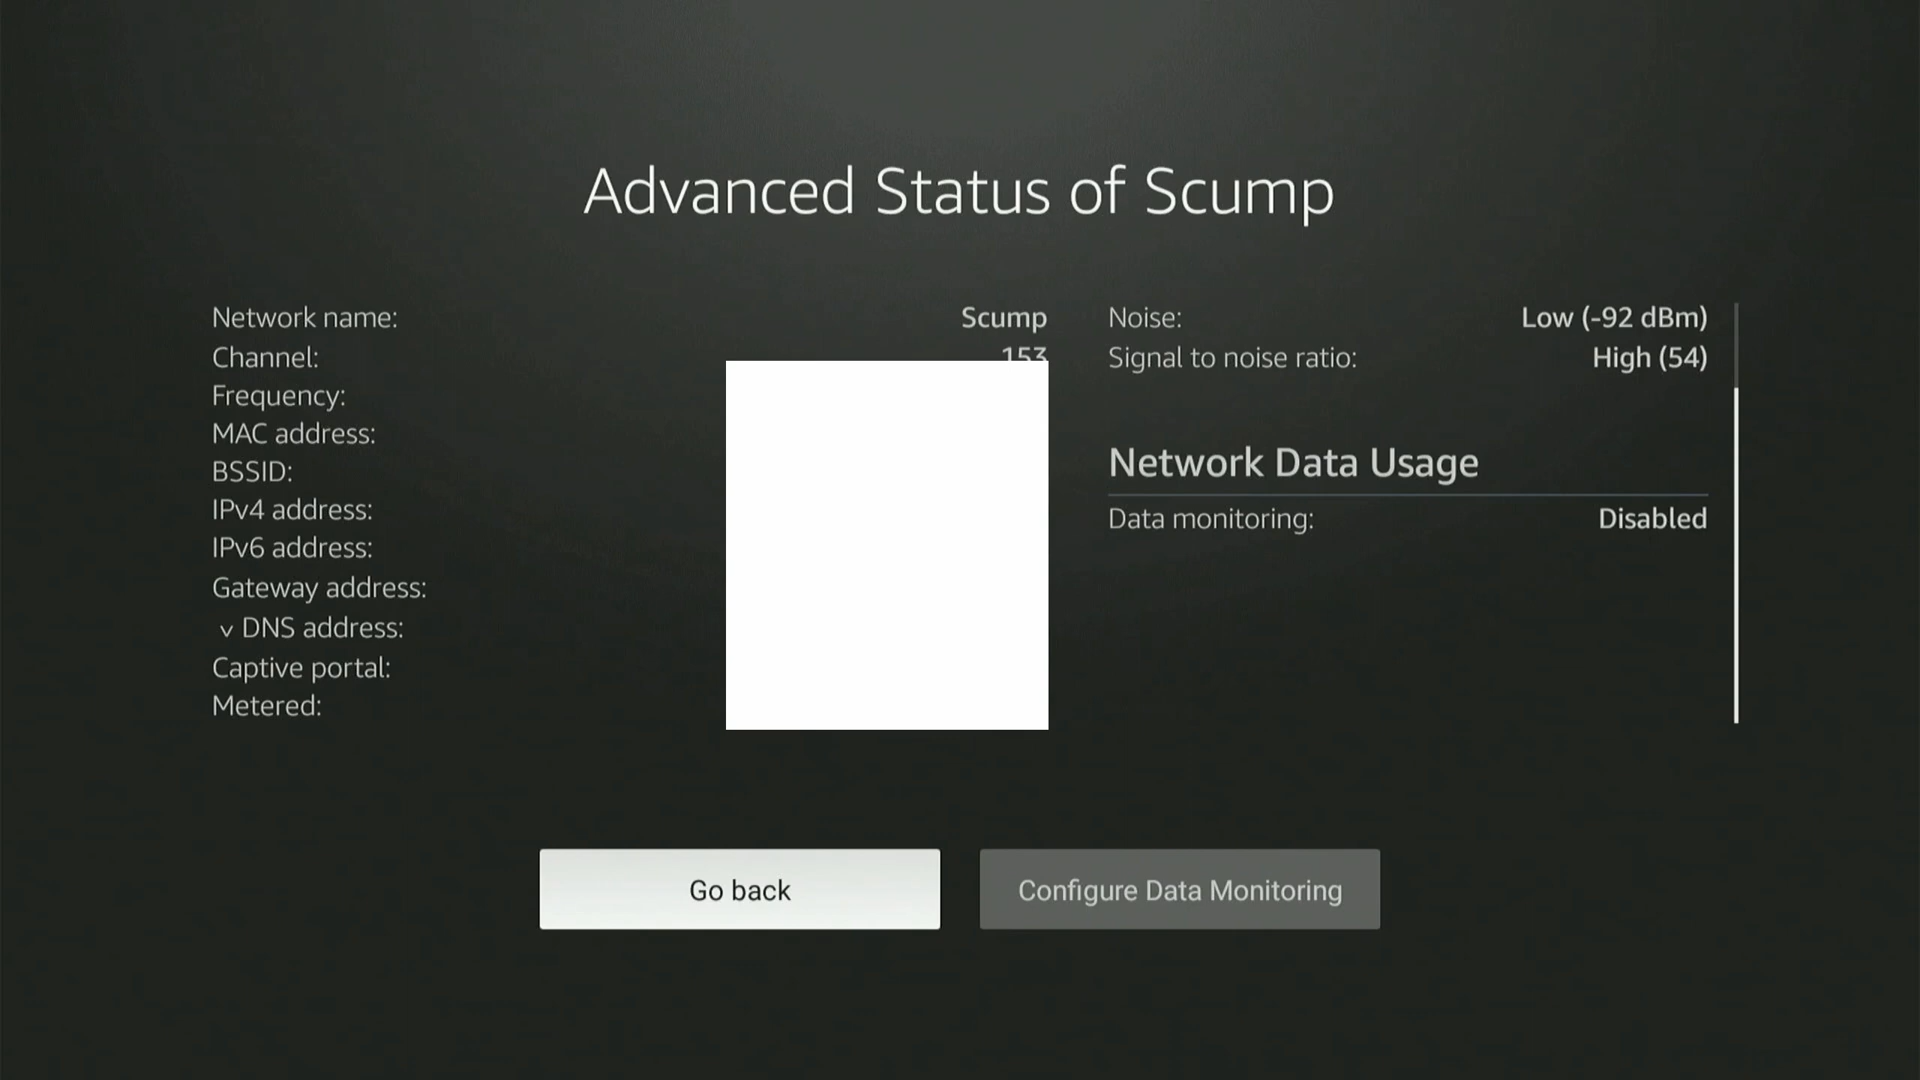 Advanced Status of Scump
Network name: Scump
Channel: 153
Frequency:
MAC address:
BSSID:
IPv4 address:
IPv6 address:
Gateway address:
v DNS address:
Captive portal:
Metered:
Noise: Low (-92 dBm)
Signal to noise ratio: High (54)
Network Data Usage
Data monitoring: Disabled
Go back
Configure Data Monitoring